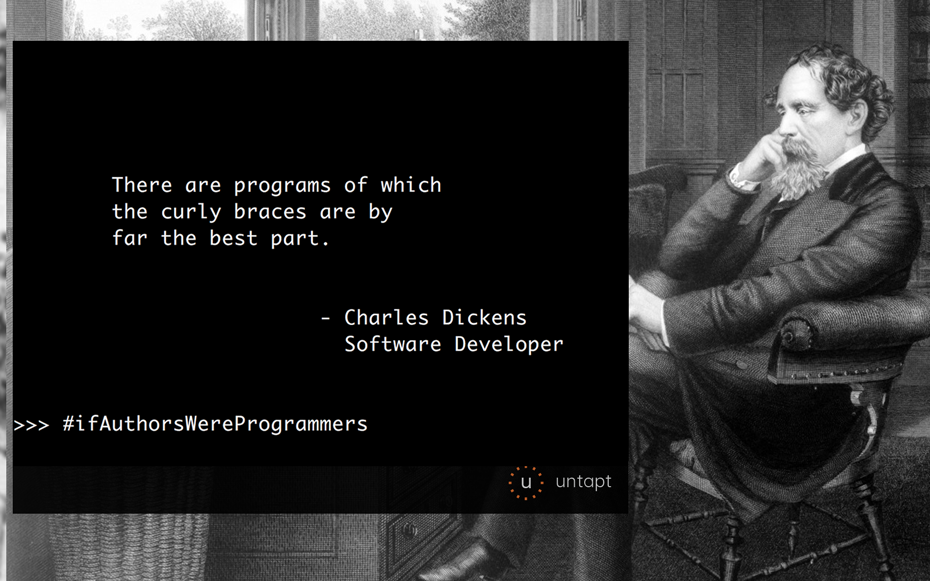 There are programs of which
the curly braces are by
far the best part.
- Charles Dickens
Software Developer
>>> #ifAuthorsWereProgrammers
u untapt